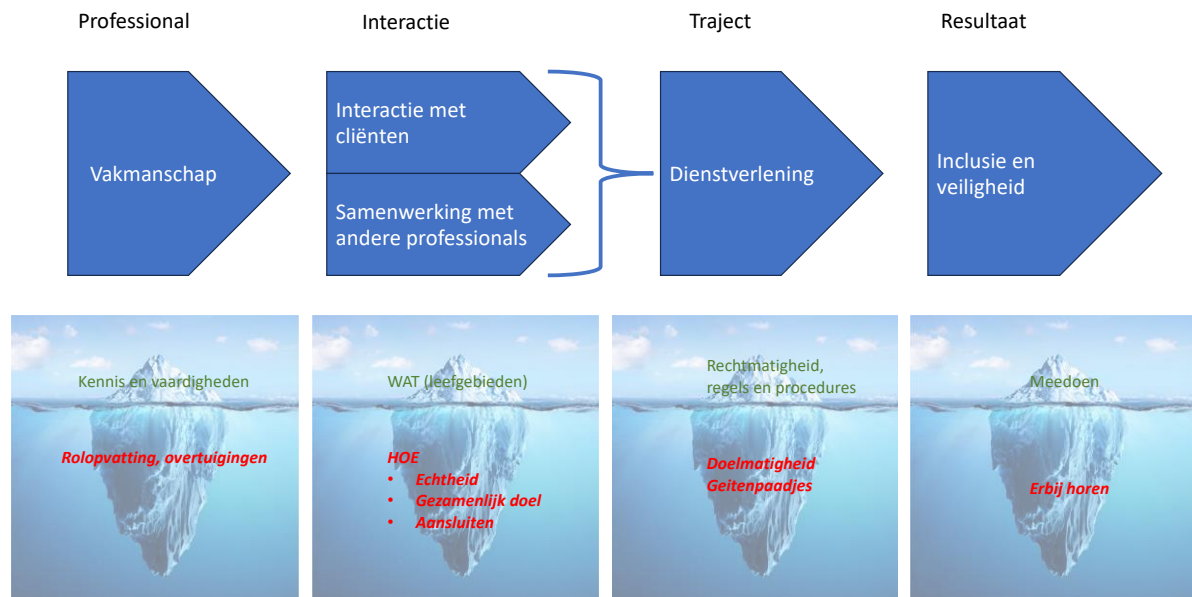 Professional
Interactie
Traject
Resultaat
Vakmanschap
Interactie met
cliënten
Samenwerking met
andere professionals
Dienstverlening
Inclusie en
veiligheid
Kennis en vaardigheden
Rolopvatting, overtuigingen
WAT (leefgebieden)
HOE
• Echtheid
• Gezamenlijk doel
• Aansluiten
Rechtmatigheid,
regels en procedures
Doelmatigheid
Geitenpaadjes
Meedoen
Erbij horen